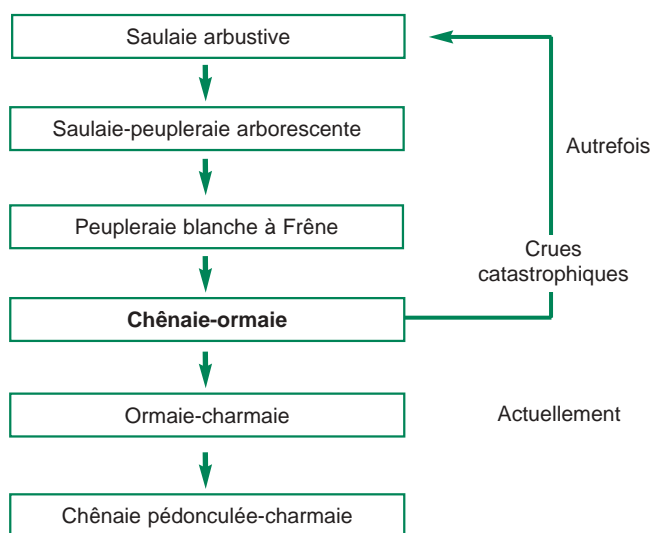 Saulaie arbustive
Saulaie-peupleraie arborescente
Autrefois
Peupleraie blanche à Frêne
Crues
catastrophiques
Chênaie-ormaie
Ormaie-charmaie
Actuellement
Chênaie pédonculée-charmaie